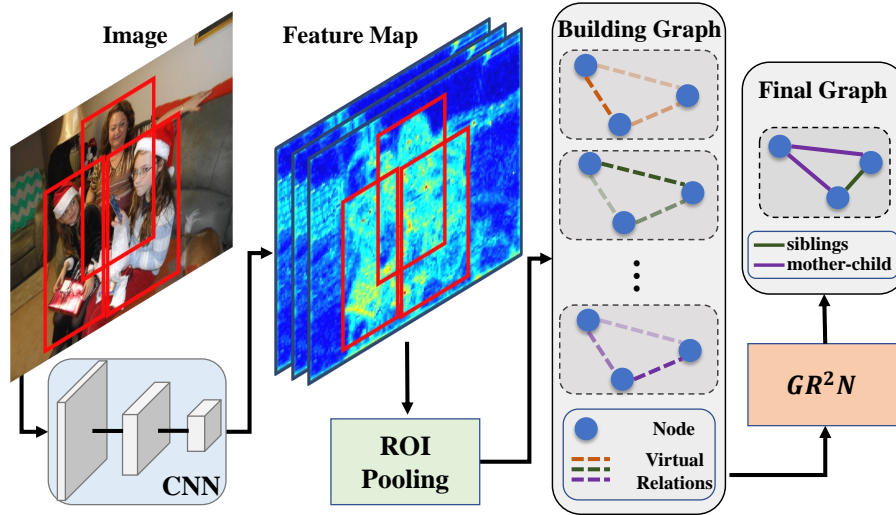 Image
Feature Map
Building Graph
Final Graph
siblings
mother-child
CNN
ROI
Pooling
Node
Virtual
Relations
GR²N